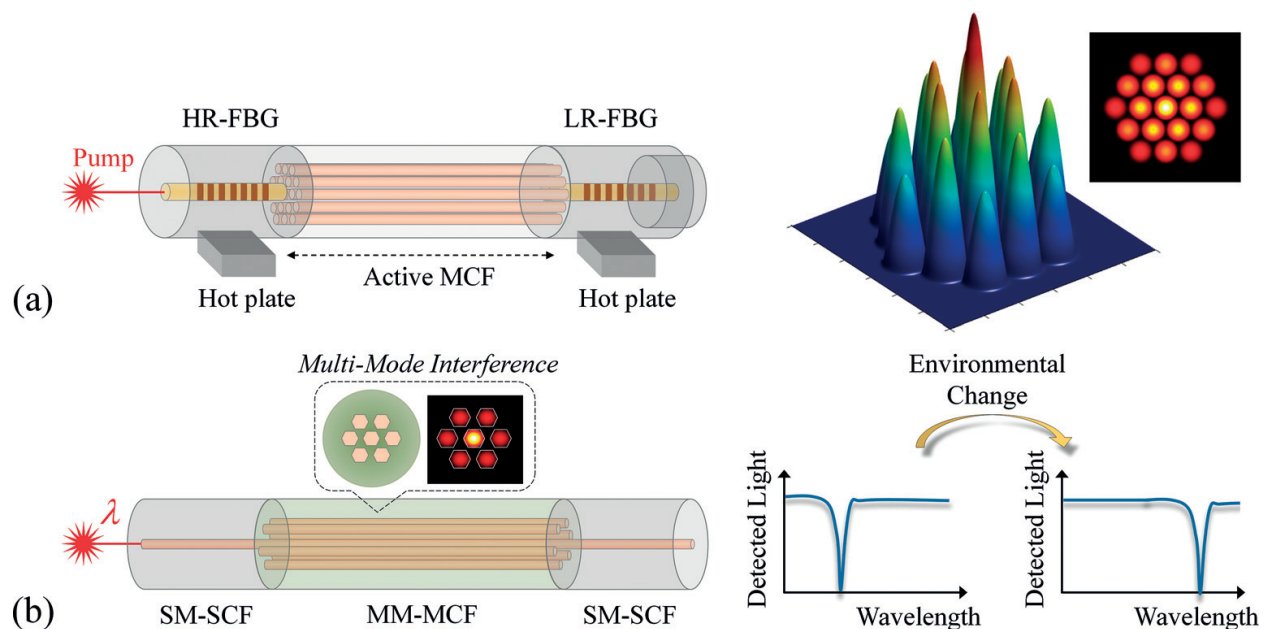 HR-FBG
LR-FBG
Pump
Active MCF
Hot plate
Hot plate
(a)
Multi-Mode Interference
λ
SM-SCF
MM-MCF
SM-SCF
(b)
Environmental
Change
Detected Light
Wavelength
Detected Light
Wavelength